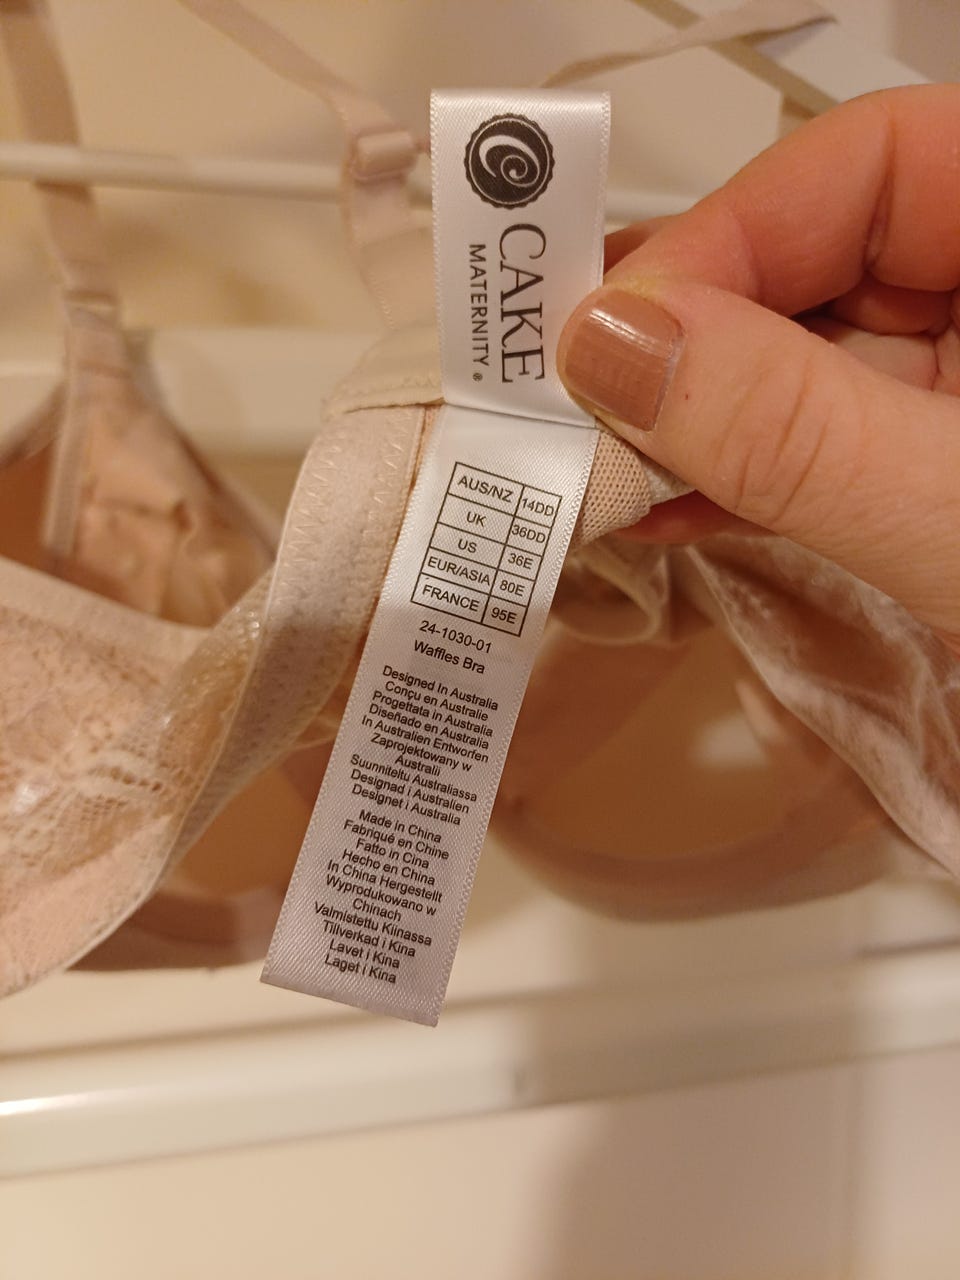 CAKE
MATERNITY®
AUS/NZ 14DD
UK 36DD
US 36E
EUR/ASIA 80E
FRANCE 95E
24-1030-01
Waffles Bra
Designed In Australia
Conçu en Australie
Progettata in Australia
Diseñado en Australia
In Australien Entworfen
Zaprojektowany w
Australii
Suunniteltu Australiassa
Designad i Australien
Designet i Australia
Made in China
Fabriqué en Chine
Fatto in Cina
Hecho en China
In China Hergestellt
Wyprodukowano w
Chinach
Valmistettu Kiinassa
Tillverkad i Kina
Lavet i Kina
Laget i Kina